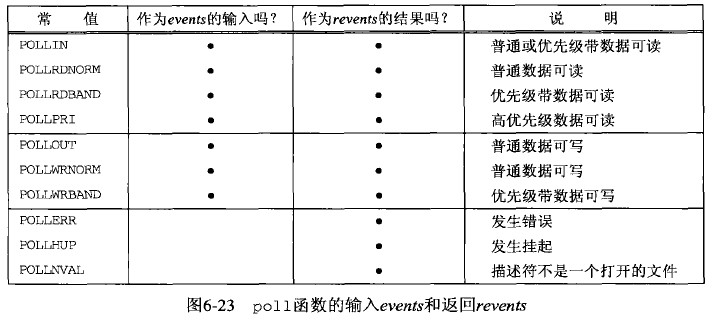 常 值 作为events的输入吗? 作为revents的结果吗? 说 明
POLLIN • • 普通或优先级带数据可读
POLLRDNORM • • 普通数据可读
POLLRDBAND • • 优先级带数据可读
POLLPRI • • 高优先级数据可读
POLLOUT • • 普通数据可写
POLLWRNORM • • 普通数据可写
POLLWRBAND • • 优先级带数据可写
POLLERR • 发生错误
POLLHUP • 发生挂起
POLLNVAL • 描述符不是一个打开的文件
图6-23 poll函数的输入events和返回revents